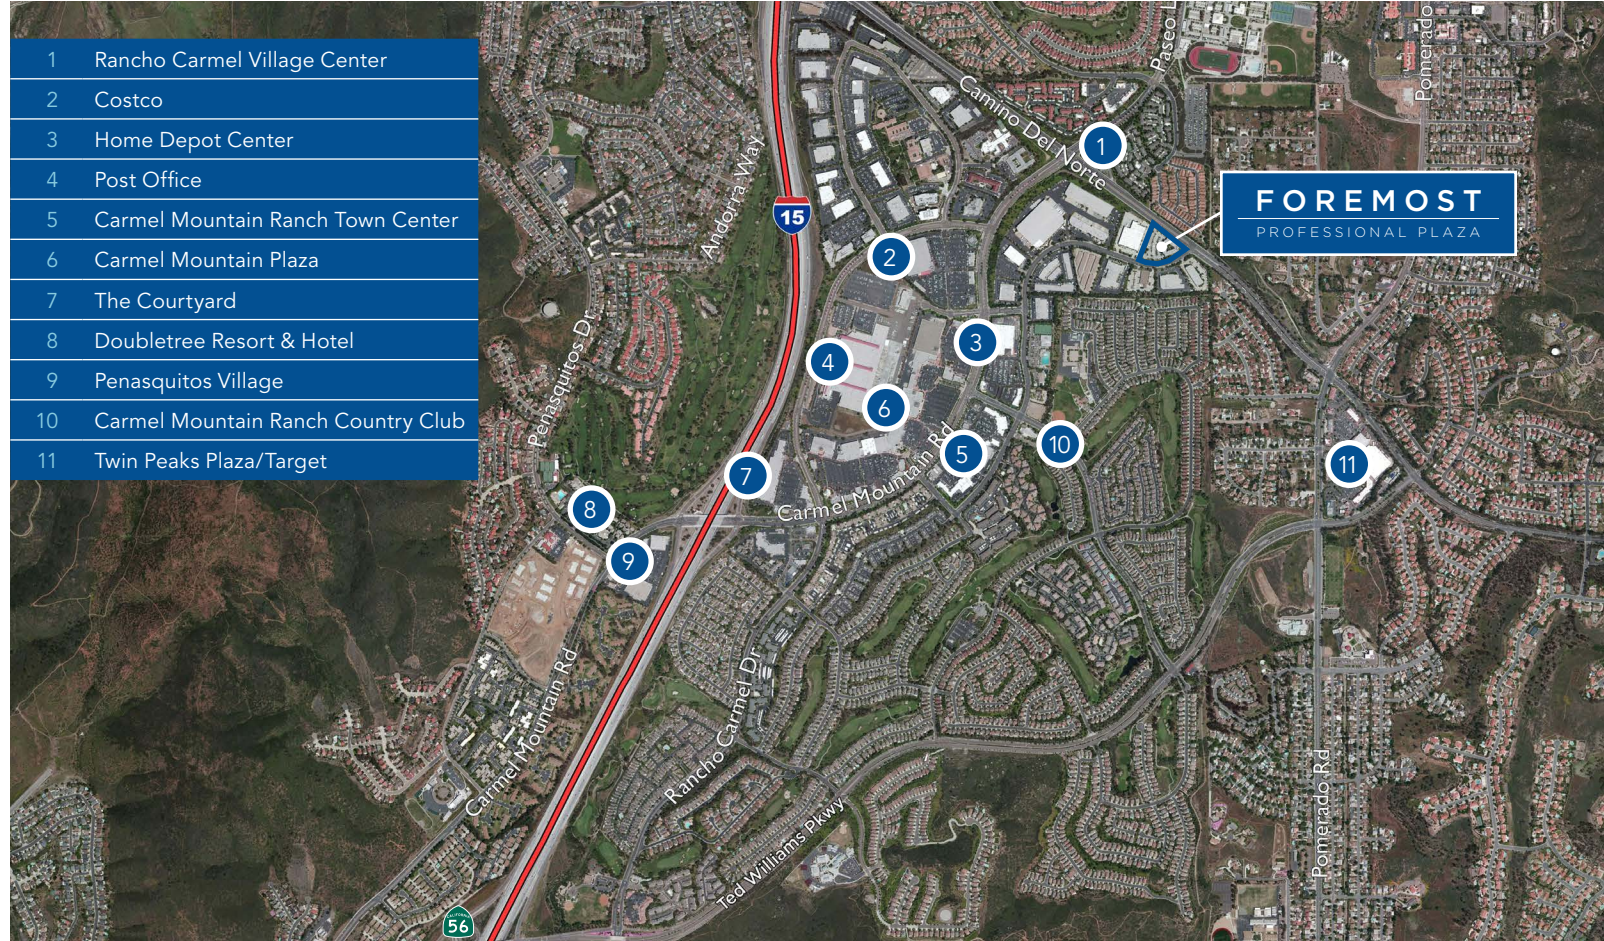 1 Rancho Carmel Village Center
2 Costco
3 Home Depot Center
4 Post Office
5 Carmel Mountain Ranch Town Center
6 Carmel Mountain Plaza
7 The Courtyard
8 Doubletree Resort & Hotel
9 Penasquitos Village
10 Carmel Mountain Ranch Country Club
11 Twin Peaks Plaza/Target
Paseo L
Pomerado
Camino Del Norte
1
Andorra Way
15
FOREMOST
PROFESSIONAL PLAZA
2
3
4
Penasquitos Dr
6
Carmel Mountain Rd
5
10
11
7
8
9
Carmel Mountain Rd
Rancho Carmel Dr
Ted Williams Pkwy
Pomerado Rd
CALIFORNIA
56